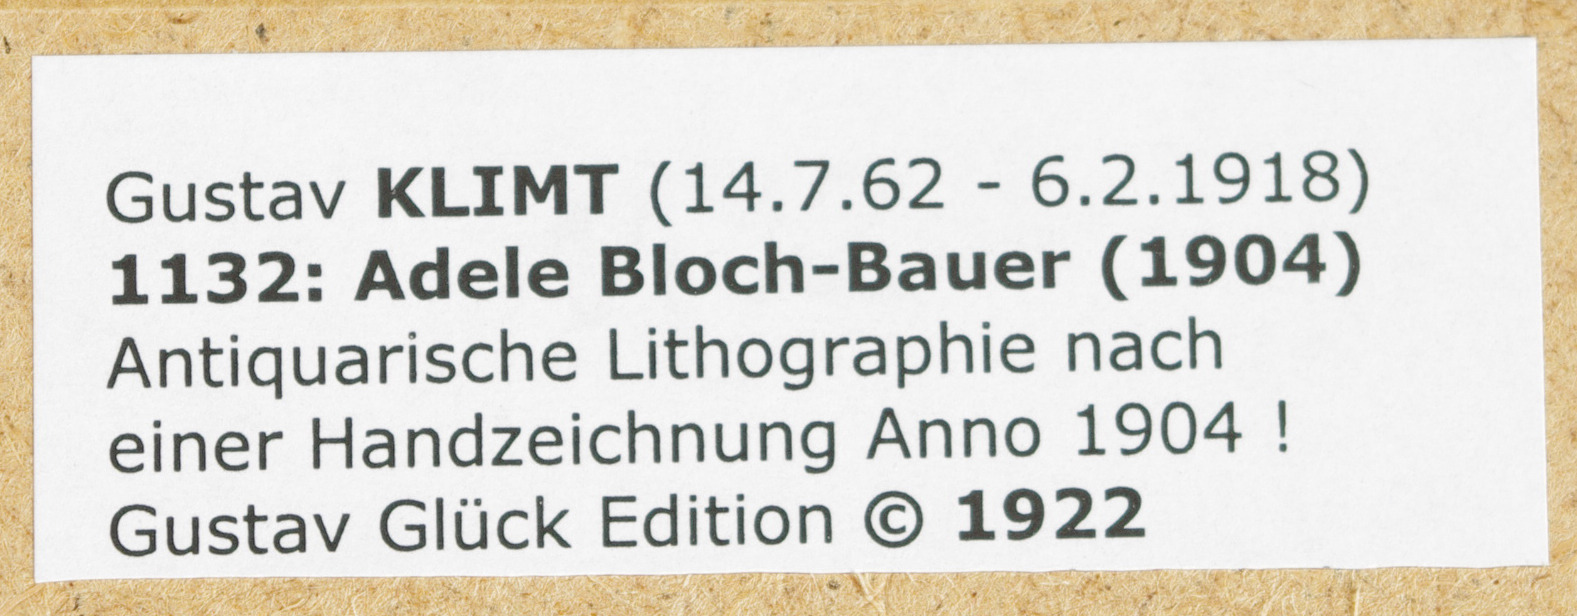 Gustav KLIMT (14.7.62 - 6.2.1918)
1132: Adele Bloch-Bauer (1904)
Antiquarische Lithographie nach
einer Handzeichnung Anno 1904 !
Gustav Glück Edition © 1922